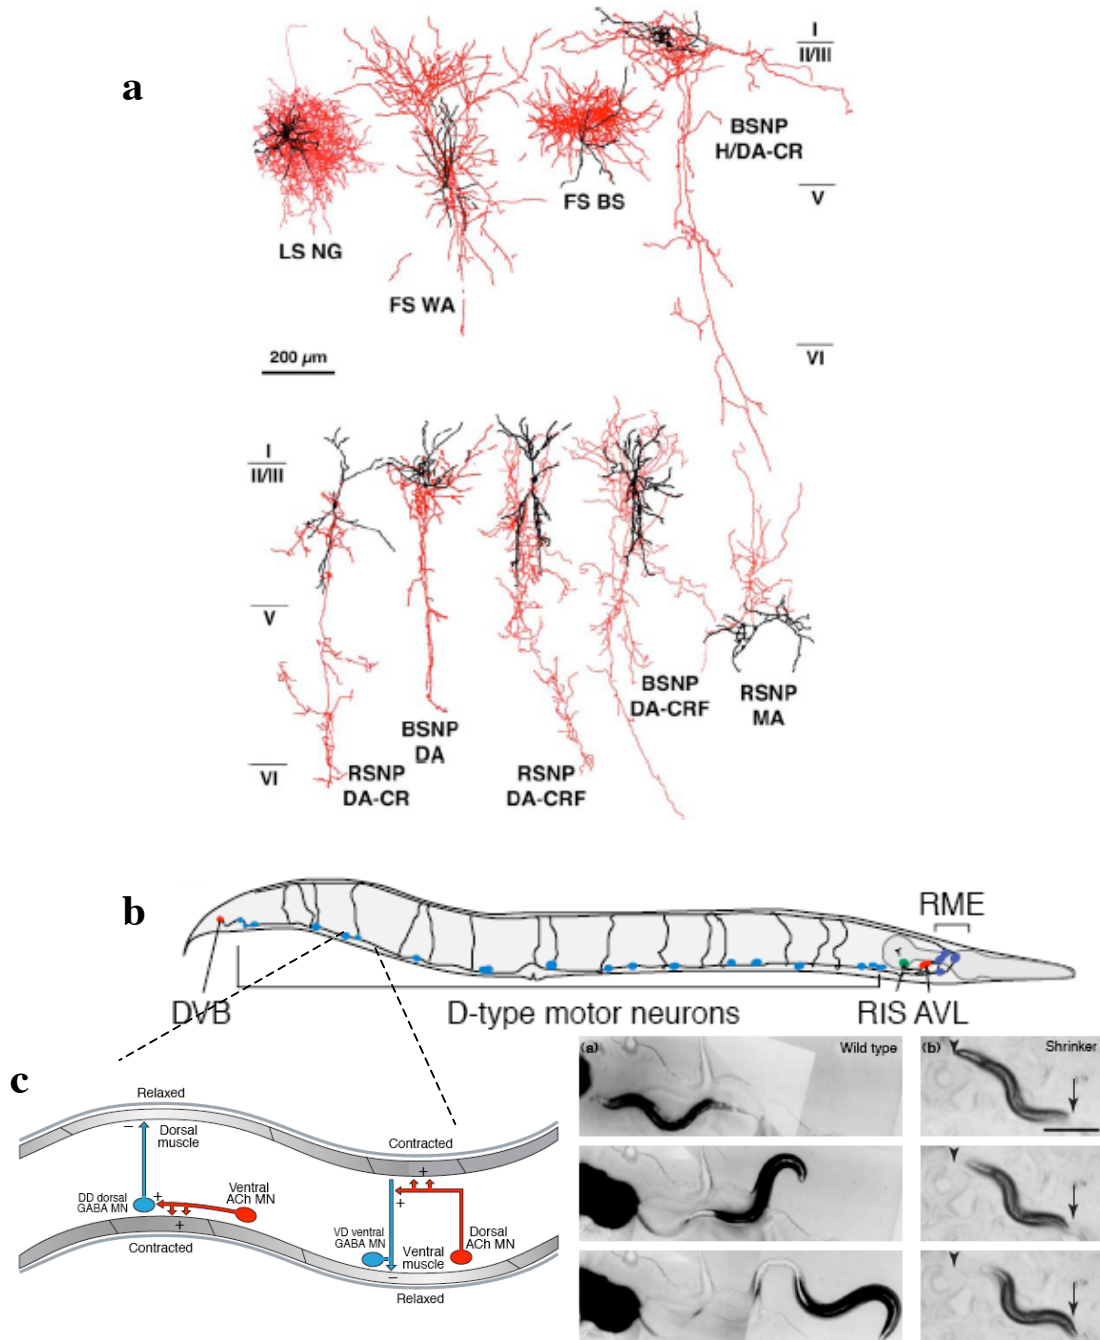 a
I
II/III
BSNP
H/DA-CR
V
FS BS
LS NG
FS WA
VI
200 µm
I
II/III
V
VI
BSNP
DA
RSNP
DA-CR
RSNP
DA-CRF
BSNP
DA-CRF
RSNP
MA
b
RME
DVB
D-type motor neurons
RIS AVL
c
Relaxed
–
Dorsal
muscle
DD dorsal
GABA MN
+
Ventral
ACh MN
+
Contracted
Contracted
+
+
VD ventral
GABA MN
Ventral
muscle
Dorsal
ACh MN
–
Relaxed
(a)
Wild type
(b)
Shrinker